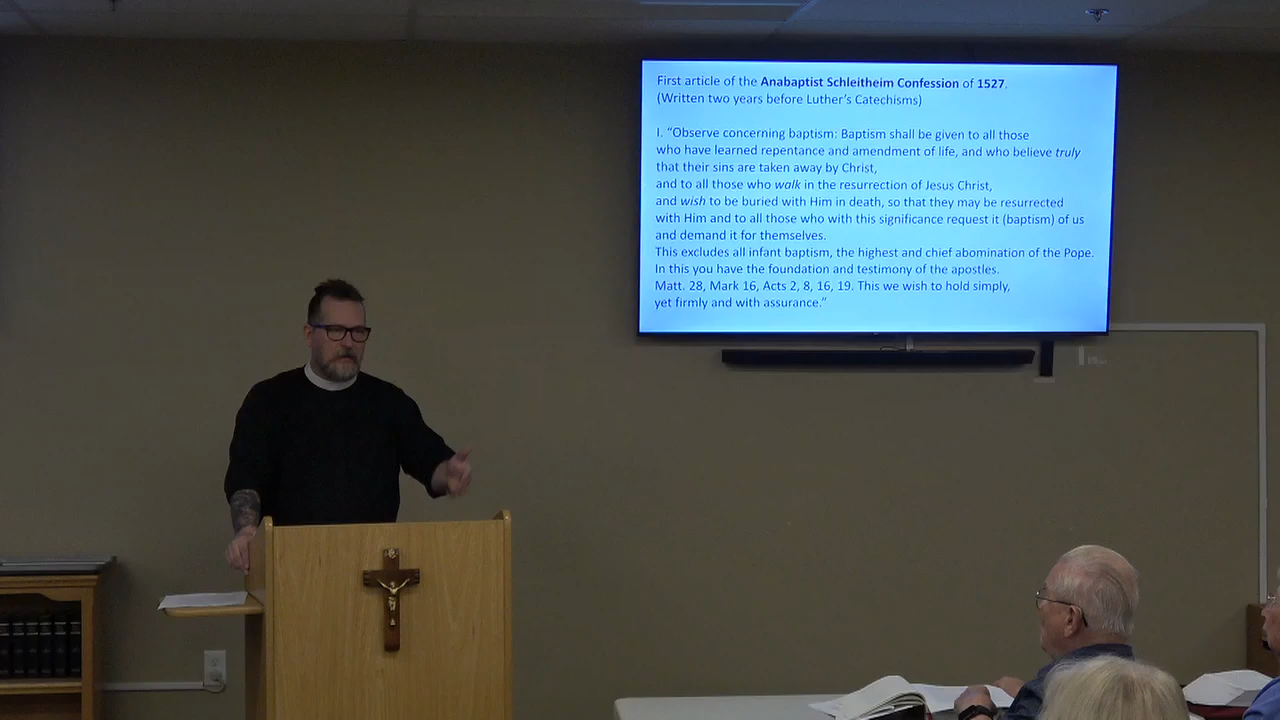 First article of the Anabaptist Schleitheim Confession of 1527.
(Written two years before Luther's Catechisms)
I. "Observe concerning baptism: Baptism shall be given to all those
who have learned repentance and amendment of life, and who believe truly
that their sins are taken away by Christ,
and to all those who walk in the resurrection of Jesus Christ,
and wish to be buried with Him in death, so that they may be resurrected
with Him and to all those who with this significance request it (baptism) of us
and demand it for themselves.
This excludes all infant baptism, the highest and chief abomination of the Pope.
In this you have the foundation and testimony of the apostles.
Matt. 28, Mark 16, Acts 2, 8, 16, 19. This we wish to hold simply,
yet firmly and with assurance."